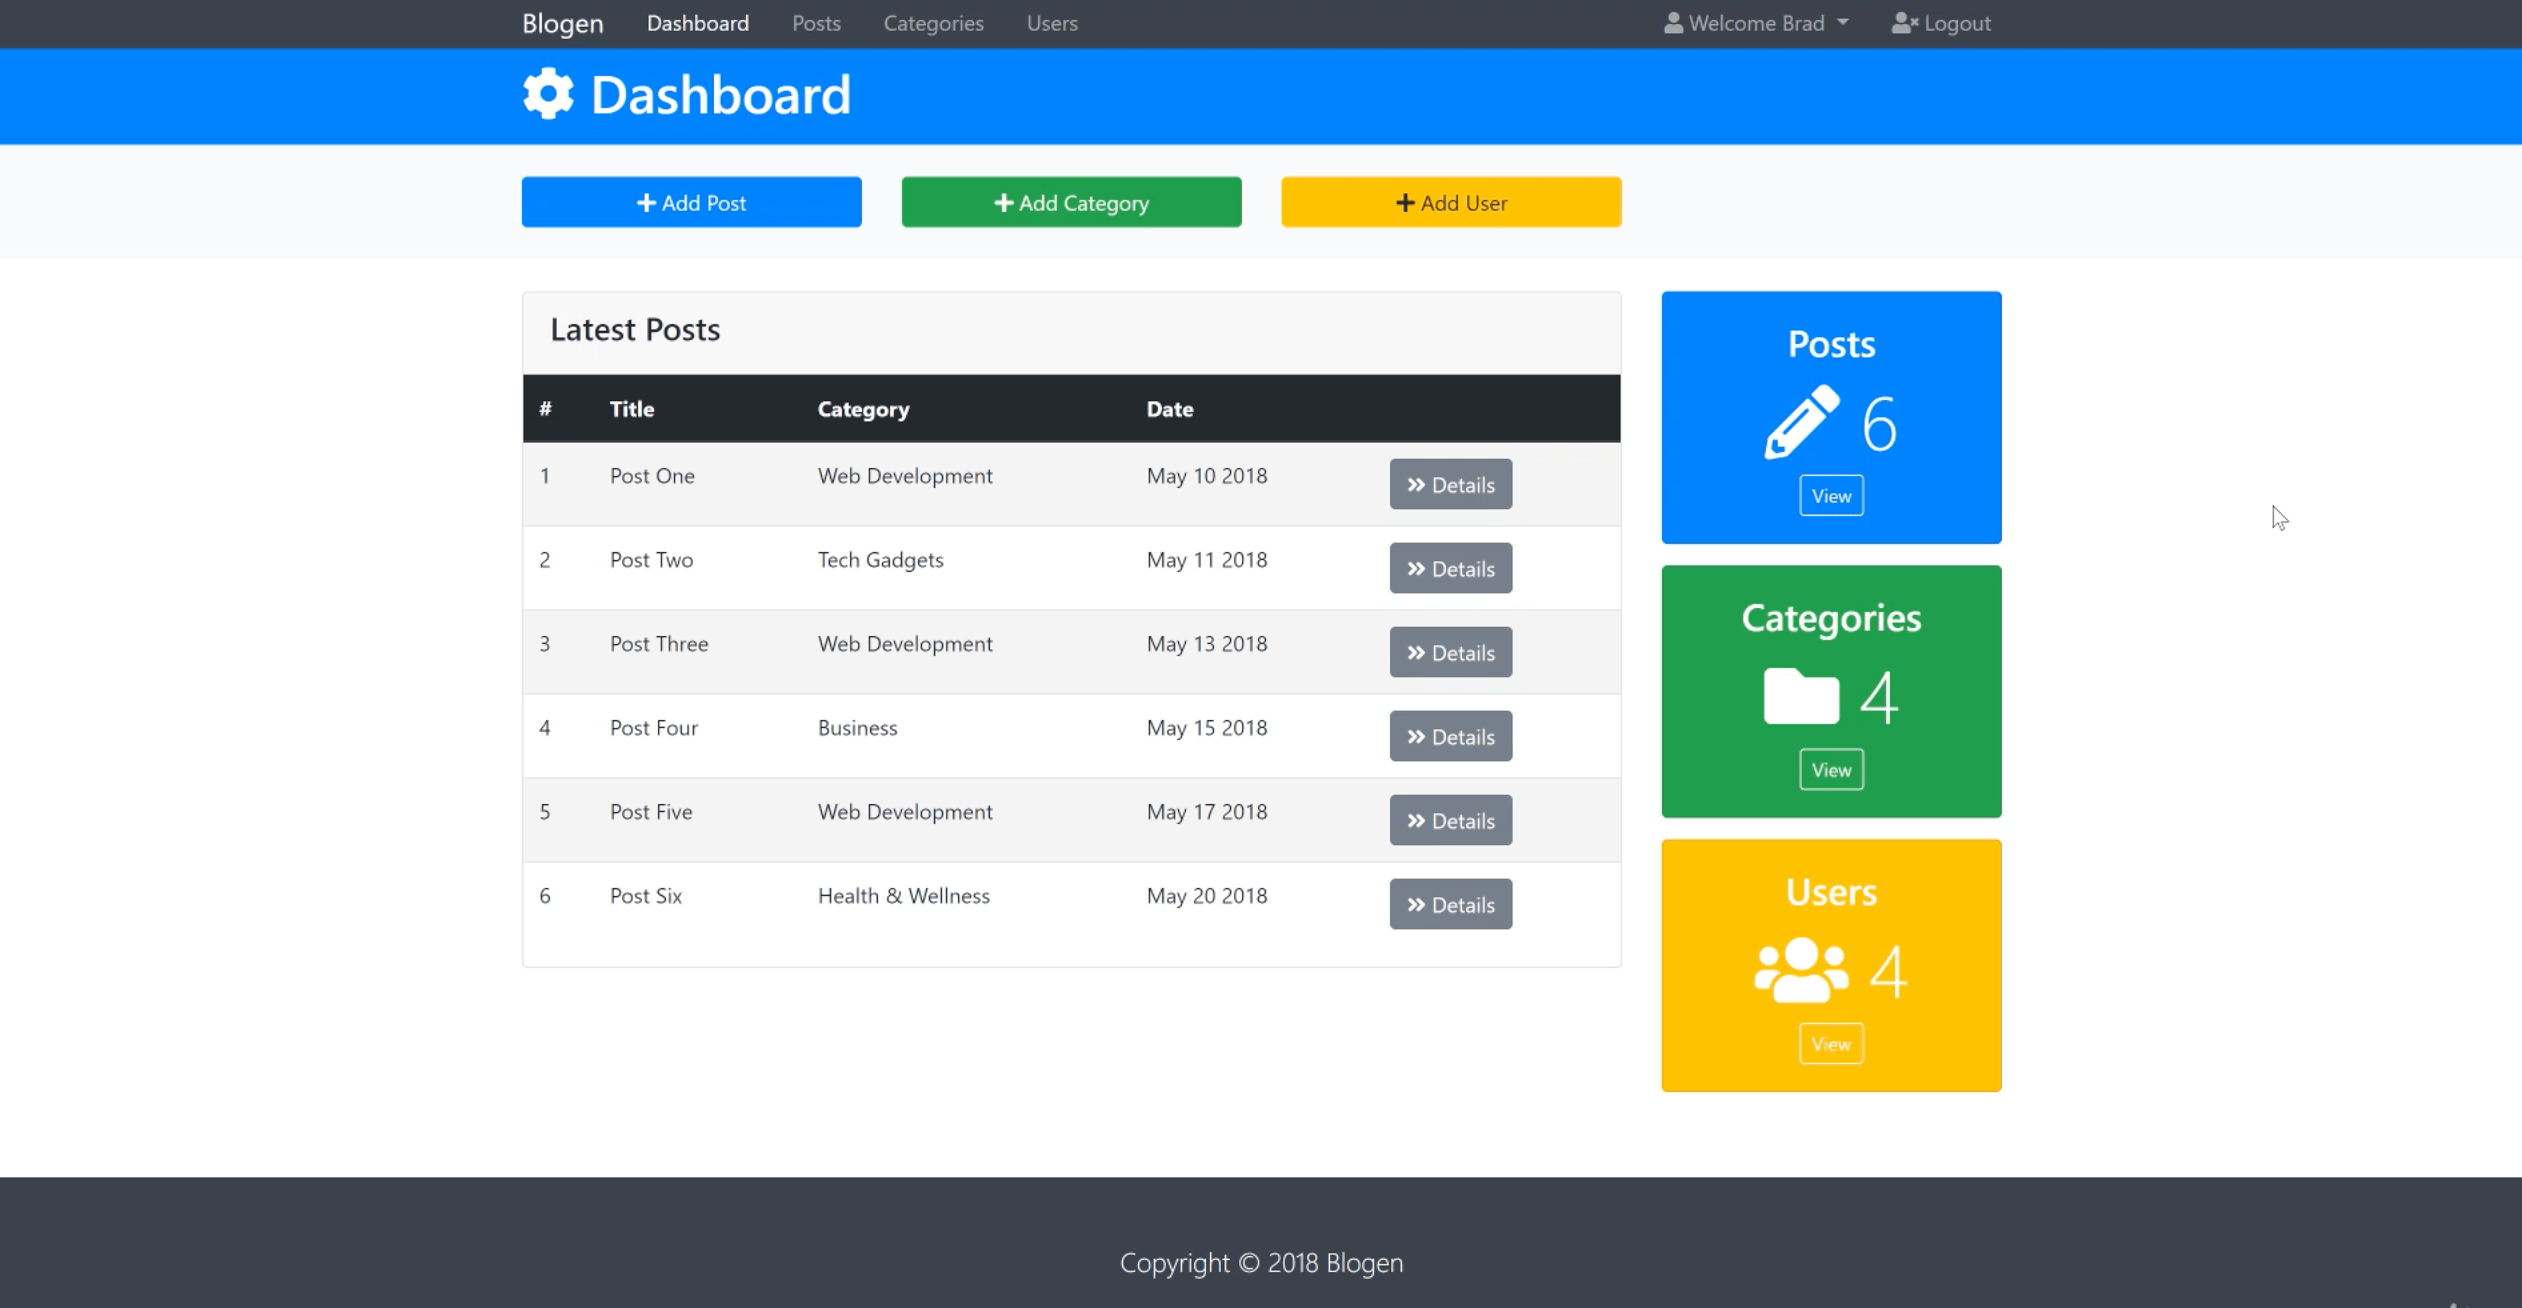 Blogen Dashboard Posts Categories Users Welcome Brad Logout
Dashboard
Add Post Add Category Add User
Latest Posts
# Title Category Date
1 Post One Web Development May 10 2018 Details
2 Post Two Tech Gadgets May 11 2018 Details
3 Post Three Web Development May 13 2018 Details
4 Post Four Business May 15 2018 Details
5 Post Five Web Development May 17 2018 Details
6 Post Six Health & Wellness May 20 2018 Details
Posts
6
View
Categories
4
View
Users
4
View
Copyright © 2018 Blogen